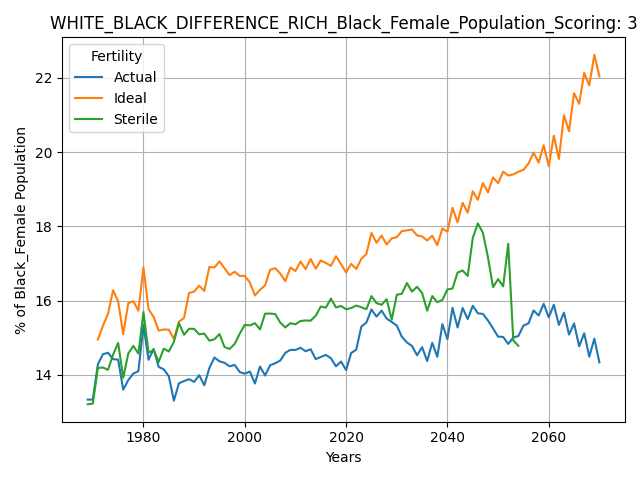 WHITE_BLACK_DIFFERENCE_RICH_Black_Female_Population_Scoring: 3
Fertility
Actual
Ideal
Sterile
% of Black_Female Population
22
20
18
16
14
1980
2000
2020
2040
2060
Years